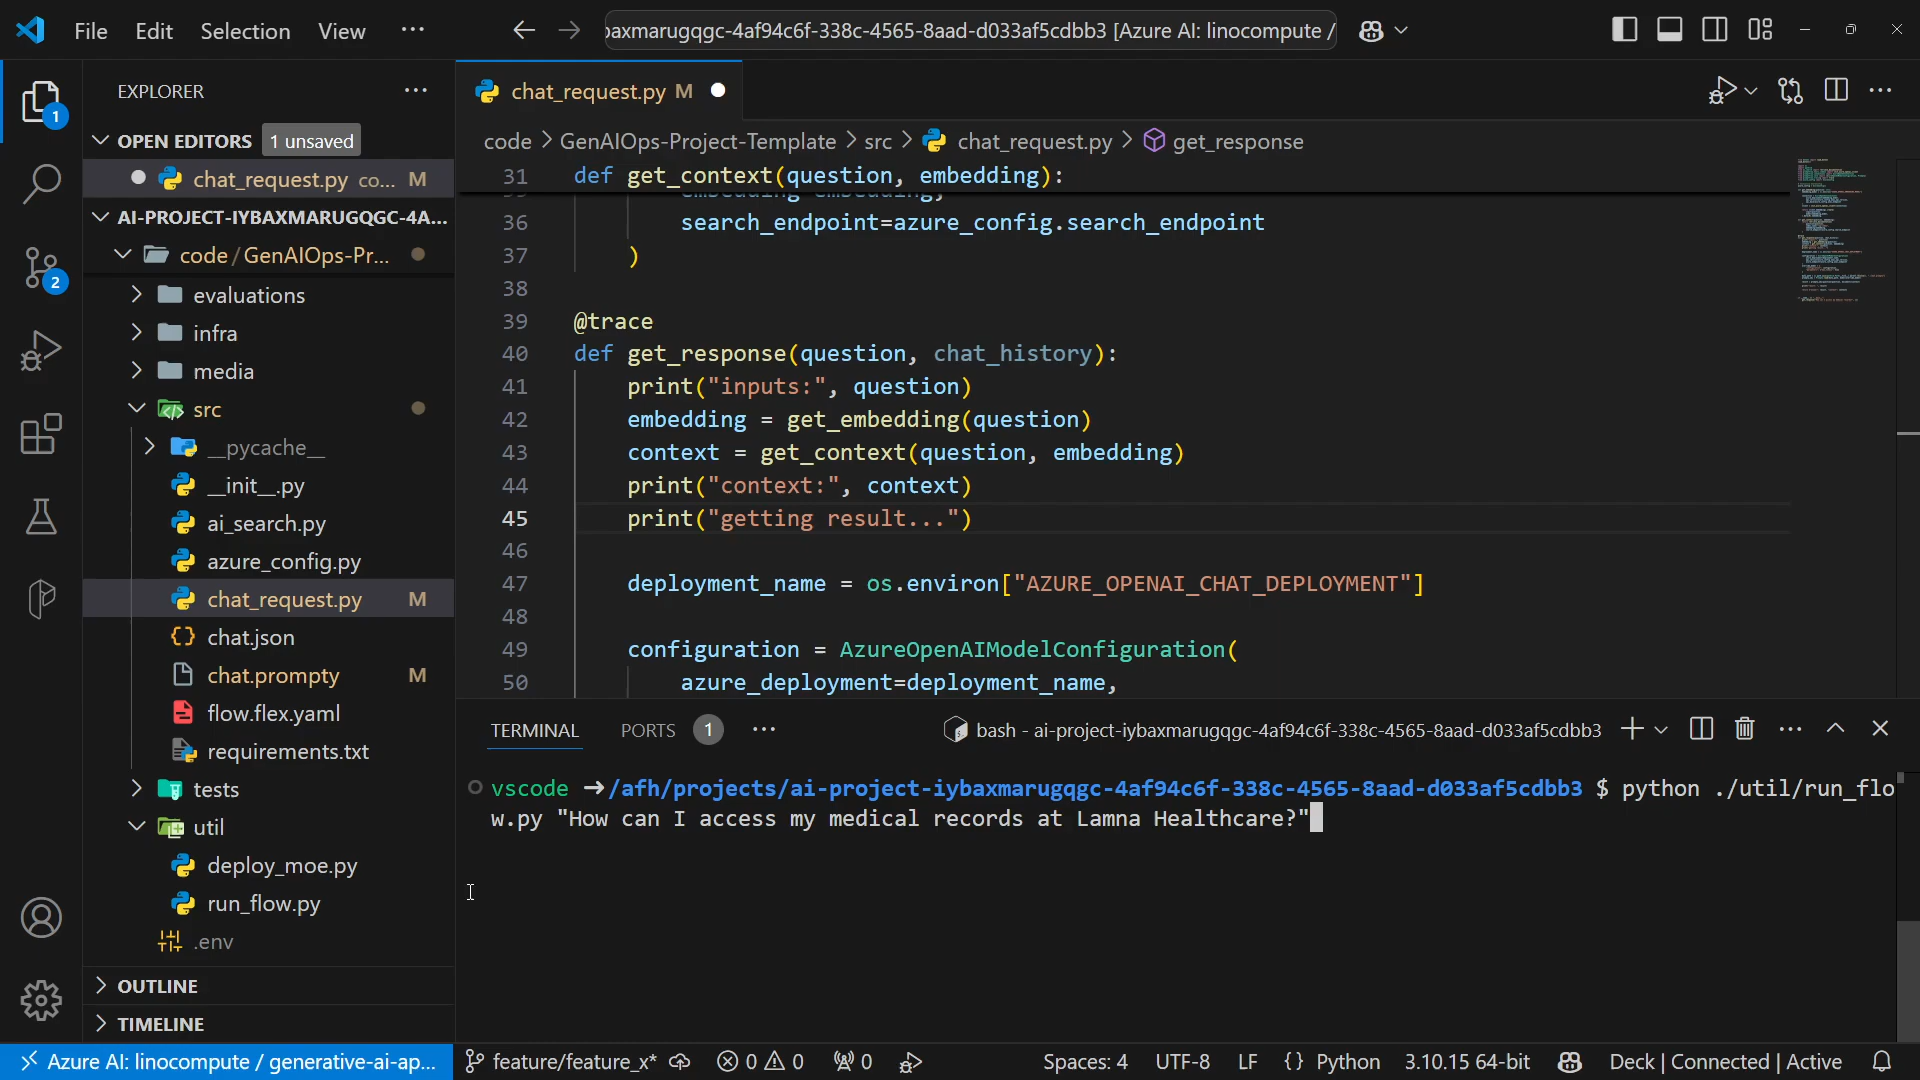 File Edit Selection View ···
baxmarugqgc-4af94c6f-338c-4565-8aad-d033af5cdbb3 [Azure AI: linocompute /
EXPLORER ···
OPEN EDITORS 1 unsaved
chat_request.py co... M
AI-PROJECT-IYBAXMARUGQGC-4A...
code / GenAIOps-Pr...
evaluations
infra
media
src
__pycache__
__init__.py
ai_search.py
azure_config.py
chat_request.py M
chat.json
chat.prompty M
flow.flex.yaml
requirements.txt
tests
util
deploy_moe.py
run_flow.py
.env
OUTLINE
TIMELINE
1
2
chat_request.py M
code > GenAIOps-Project-Template > src > chat_request.py > get_response
31 def get_context(question, embedding):
36 search_endpoint=azure_config.search_endpoint
37 )
38
39 @trace
40 def get_response(question, chat_history):
41 print("inputs:", question)
42 embedding = get_embedding(question)
43 context = get_context(question, embedding)
44 print("context:", context)
45 print("getting result...")
46
47 deployment_name = os.environ["AZURE_OPENAI_CHAT_DEPLOYMENT"]
48
49 configuration = AzureOpenAIModelConfiguration(
50 azure_deployment=deployment_name,
TERMINAL PORTS 1 ··· bash - ai-project-iybaxmarugqgc-4af94c6f-338c-4565-8aad-d033af5cdbb3
vscode ➜ /afh/projects/ai-project-iybaxmarugqgc-4af94c6f-338c-4565-8aad-d033af5cdbb3 $ python ./util/run_flo
w.py "How can I access my medical records at Lamna Healthcare?"
Azure AI: linocompute / generative-ai-ap... feature/feature_x* 0 0 0 Spaces: 4 UTF-8 LF {} Python 3.10.15 64-bit Deck | Connected | Active